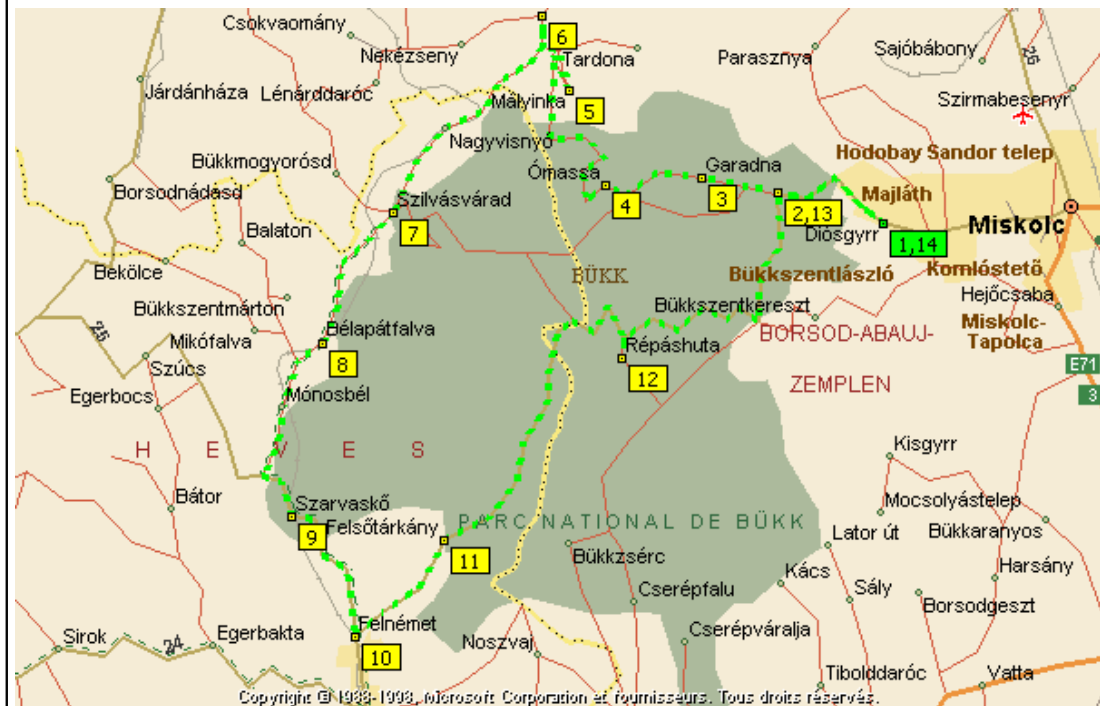 Csokvaomány
6
26
Nekézseny
Tardona
Parasznya
Sajóbábony
Járdánháza
Lénárddaróc
Mályinka
5
Szirmabesenyr
Nagyvisnyó
Bükkmogyorósd
Ómassa
Garadna
Hodobay Sandor telep
Borsodnádasd
Szilvásvárad
4
3
2,13
Majláth
Miskolc
7
Diósgyrr
1,14
Balaton
Bekölce
BÜKK
Bükkszentlászló
Komlóstető
Hejőcsaba
Bükkszentmárton
Bükkszentkereszt
25
Bélapátfalva
BORSOD-ABAUJ-
Miskolc-
Tapolca
Mikófalva
Szúcs
8
Répáshuta
12
E71
Egerbocs
Mónosbél
ZEMPLEN
3
H E V E S
Kisgyrr
Bátor
Szarvaskő
Mocsolyástelep
9
Felsőtárkány
PARC NATIONAL DE BÜKK
Lator út
Bükkaranyos
11
Bükkzsérc
Kács
Harsány
Cserépfalu
Sály
Borsodgeszt
Felnémet
Sirok
24
Egerbakta
10
Noszvaj
Cserépváralja
Tibolddaróc
Vatta
Copyright © 1988-1998, Microsoft Corporation et fournisseurs. Tous droits réservés.